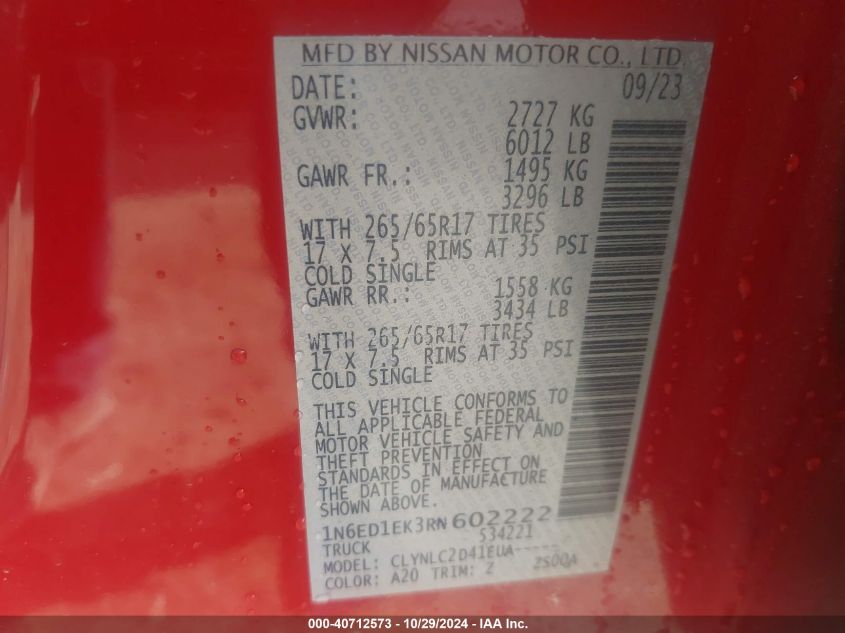 MFD BY NISSAN MOTOR CO., LTD.
DATE: 09/23
GVWR: 2727 KG
6012 LB
GAWR FR.: 1495 KG
3296 LB
WITH 265/65R17 TIRES
17 X 7.5 RIMS AT 35 PSI
COLD SINGLE
GAWR RR.: 1558 KG
3434 LB
WITH 265/65R17 TIRES
17 X 7.5 RIMS AT 35 PSI
COLD SINGLE
THIS VEHICLE CONFORMS TO
ALL APPLICABLE FEDERAL
MOTOR VEHICLE SAFETY AND
THEFT PREVENTION
STANDARDS IN EFFECT ON
THE DATE OF MANUFACTURE
SHOWN ABOVE.
1N6ED1EK3RN602222
TRUCK S34221
MODEL: CLYNLC2D41EUA-----
COLOR: A20 TRIM: Z 2S00A
000-40712573 - 10/29/2024 - IAA Inc.